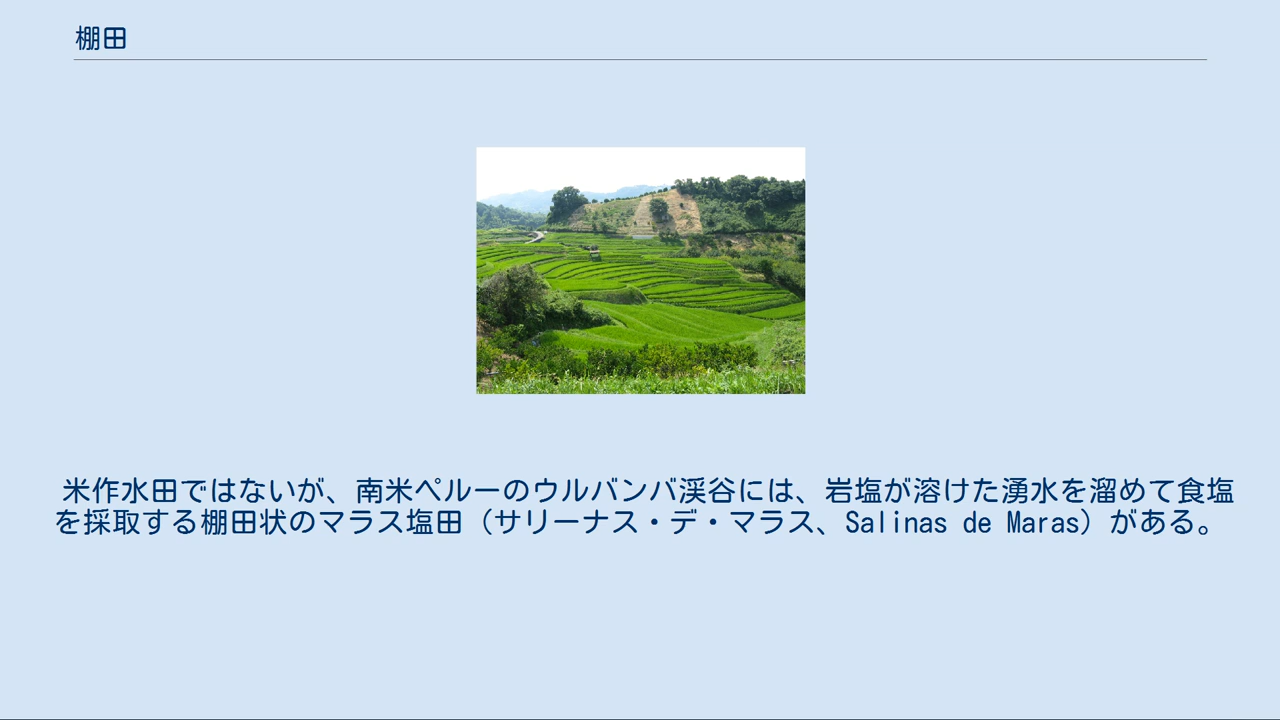 棚田
米作水田ではないが、南米ペルーのウルバンバ渓谷には、岩塩が溶けた湧水を溜めて食塩
を採取する棚田状のマラス塩田（サリーナス・デ・マラス、Salinas de Maras）がある。